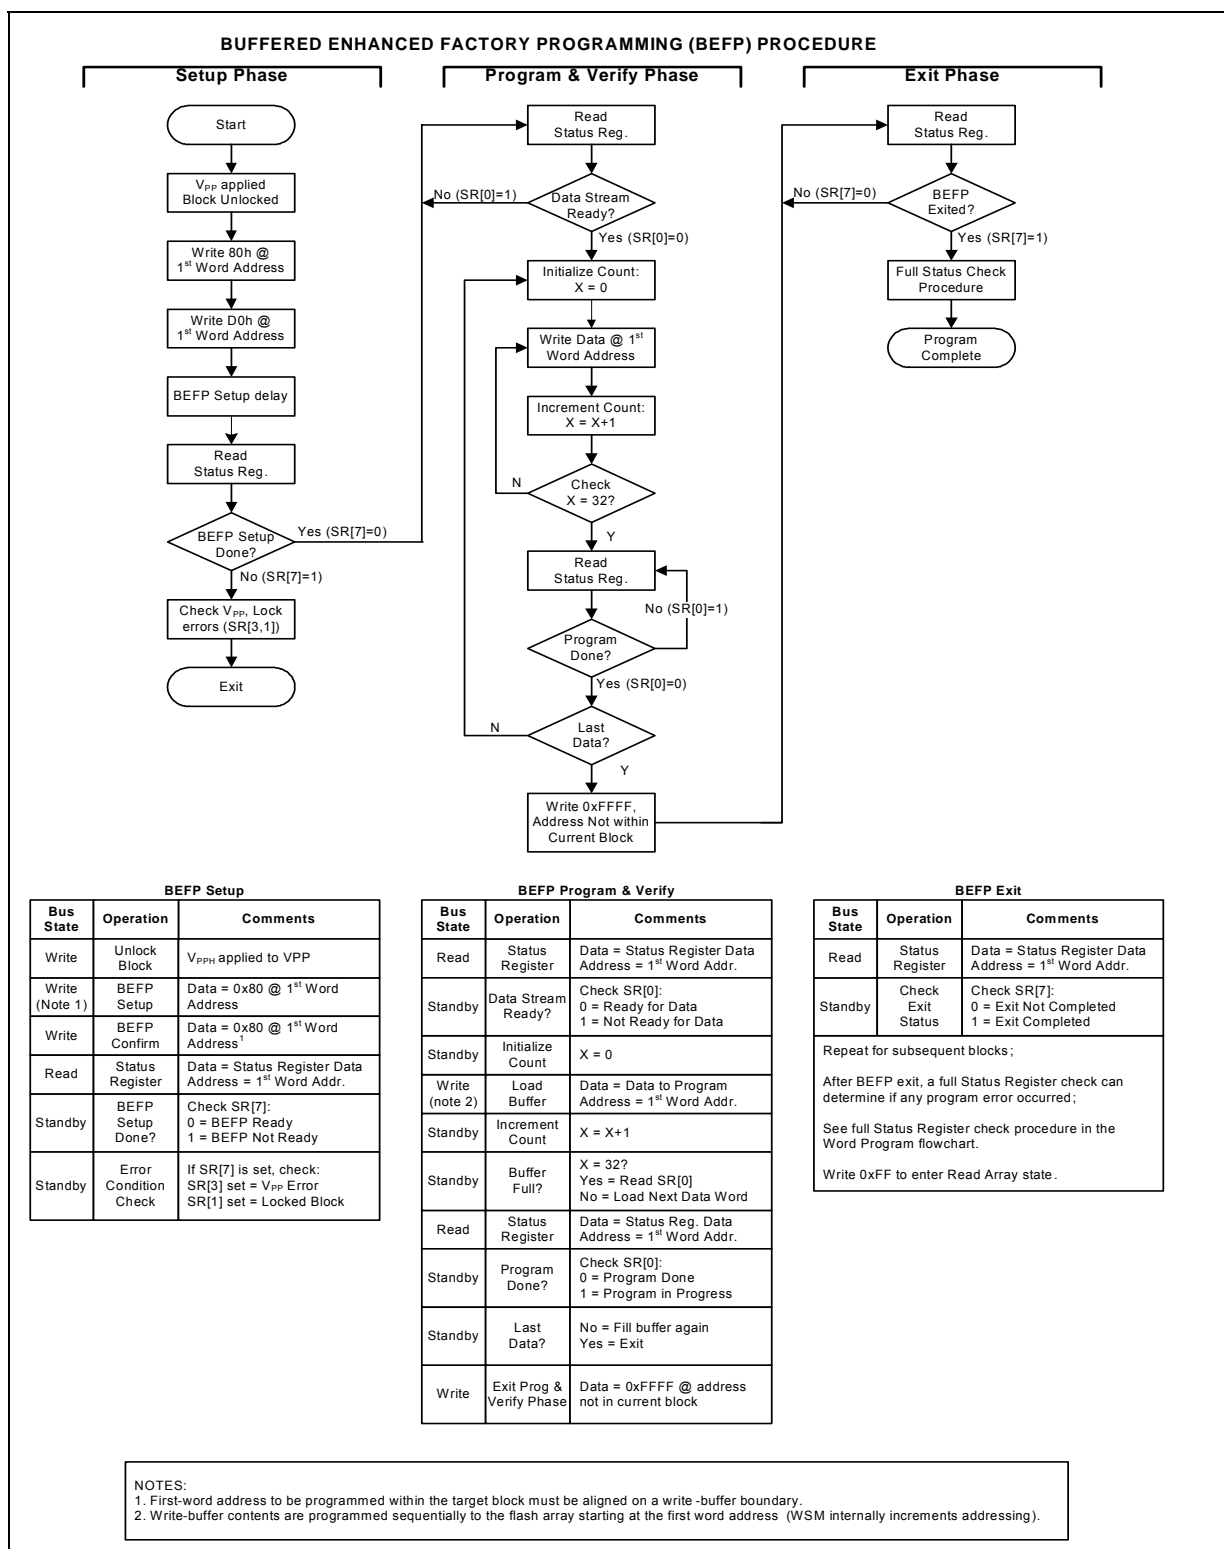 BUFFERED ENHANCED FACTORY PROGRAMMING (BEFP) PROCEDURE
Setup Phase
Start
VPP applied
Block Unlocked
Write 80h @
1st Word Address
Write D0h @
1st Word Address
BEFP Setup delay
Read
Status Reg.
BEFP Setup
Done?
Yes (SR[7]=0)
No (SR[7]=1)
Check VPP, Lock
errors (SR[3,1])
Exit
Program & Verify Phase
Read
Status Reg.
No (SR[0]=1)
Data Stream
Ready?
Yes (SR[0]=0)
Initialize Count:
X = 0
Write Data @ 1st
Word Address
Increment Count:
X = X+1
N
Check
X = 32?
Y
Read
Status Reg.
No (SR[0]=1)
Program
Done?
Yes (SR[0]=0)
N
Last
Data?
Y
Write 0xFFFF,
Address Not within
Current Block
Exit Phase
Read
Status Reg.
No (SR[7]=0)
BEFP
Exited?
Yes (SR[7]=1)
Full Status Check
Procedure
Program
Complete
BEFP Setup
Bus
State
Operation
Comments
Write
Unlock
Block
VPPH applied to VPP
Write
(Note 1)
BEFP
Setup
Data = 0x80 @ 1st Word
Address
Write
BEFP
Confirm
Data = 0x80 @ 1st Word
Address1
Read
Status
Register
Data = Status Register Data
Address = 1st Word Addr.
Standby
BEFP
Setup
Done?
Check SR[7]:
0 = BEFP Ready
1 = BEFP Not Ready
Standby
Error
Condition
Check
If SR[7] is set, check:
SR[3] set = VPP Error
SR[1] set = Locked Block
BEFP Program & Verify
Bus
State
Operation
Comments
Read
Status
Register
Data = Status Register Data
Address = 1st Word Addr.
Standby
Data Stream
Ready?
Check SR[0]:
0 = Ready for Data
1 = Not Ready for Data
Standby
Initialize
Count
X = 0
Write
(note 2)
Load
Buffer
Data = Data to Program
Address = 1st Word Addr.
Standby
Increment
Count
X = X+1
Standby
Buffer
Full?
X = 32?
Yes = Read SR[0]
No = Load Next Data Word
Read
Status
Register
Data = Status Reg. Data
Address = 1st Word Addr.
Standby
Program
Done?
Check SR[0]:
0 = Program Done
1 = Program in Progress
Standby
Last
Data?
No = Fill buffer again
Yes = Exit
Write
Exit Prog &
Verify Phase
Data = 0xFFFF @ address
not in current block
BEFP Exit
Bus
State
Operation
Comments
Read
Status
Register
Data = Status Register Data
Address = 1st Word Addr.
Standby
Check
Exit
Status
Check SR[7]:
0 = Exit Not Completed
1 = Exit Completed
Repeat for subsequent blocks;
After BEFP exit, a full Status Register check can
determine if any program error occurred;
See full Status Register check procedure in the
Word Program flowchart.
Write 0xFF to enter Read Array state.
NOTES:
1. First-word address to be programmed within the target block must be aligned on a write -buffer boundary.
2. Write-buffer contents are programmed sequentially to the flash array starting at the first word address (WSM internally increments addressing).